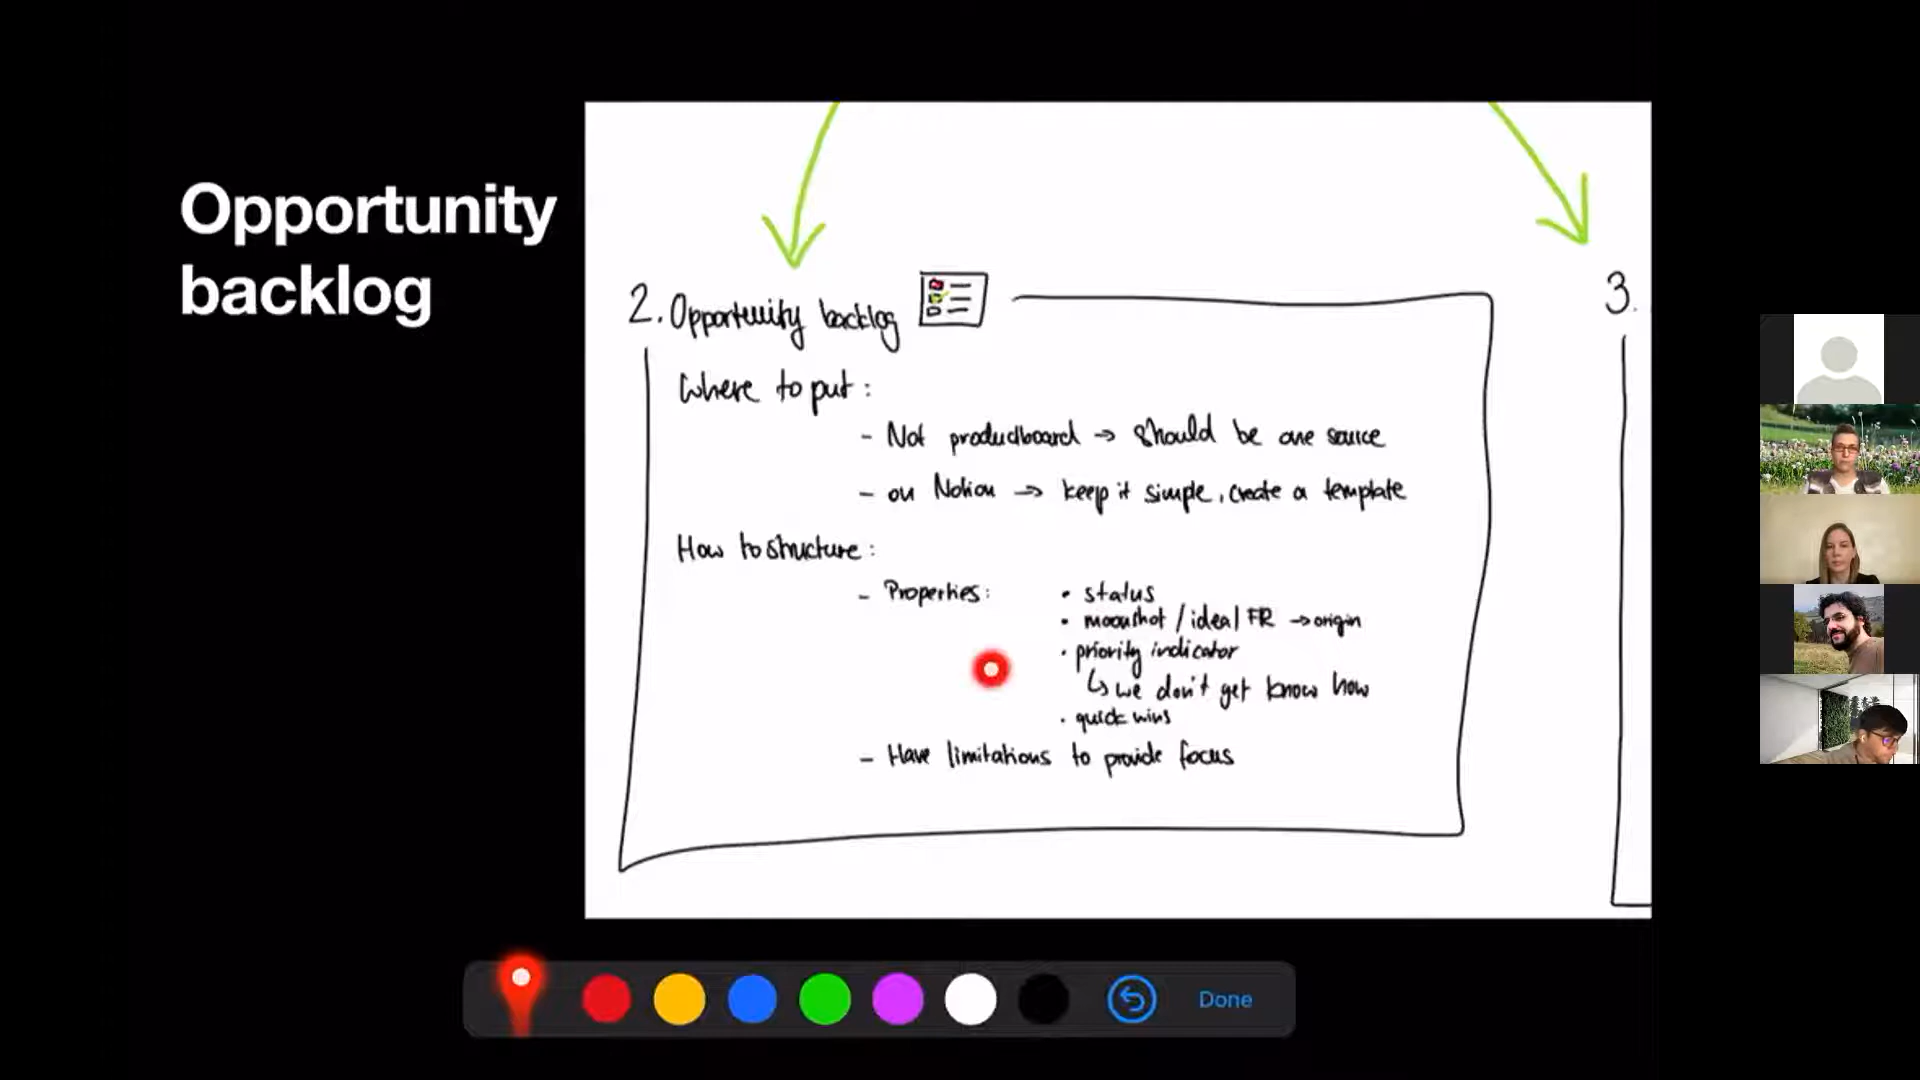 Opportunity
backlog
2. Opportunity backlog
3.
Where to put:
- Not productboard → should be one source
- on Notion → keep it simple, create a template
How to structure:
- Properties:
• status
• moonshot / idea / FR → origin
• priority indicator
↳ we don't get know how
• quick wins
- Have limitations to provide focus
Done